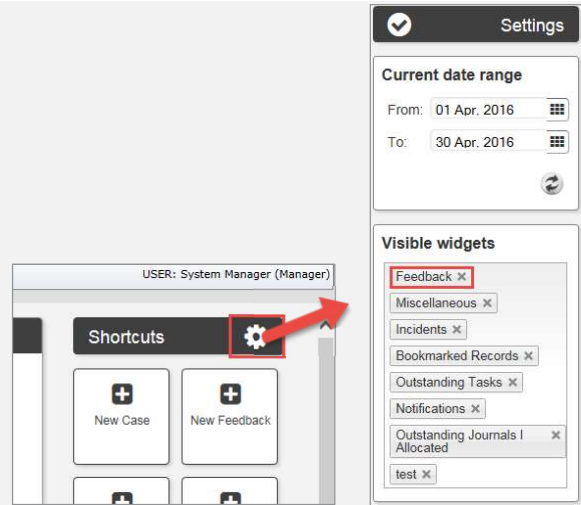 Settings
Current date range
From: 01 Apr. 2016
To: 30 Apr. 2016
Visible widgets
Feedback ×
Miscellaneous ×
Incidents ×
Bookmarked Records ×
Outstanding Tasks ×
Notifications ×
Outstanding Journals I ×
Allocated
test ×
USER: System Manager (Manager)
Shortcuts
New Case
New Feedback